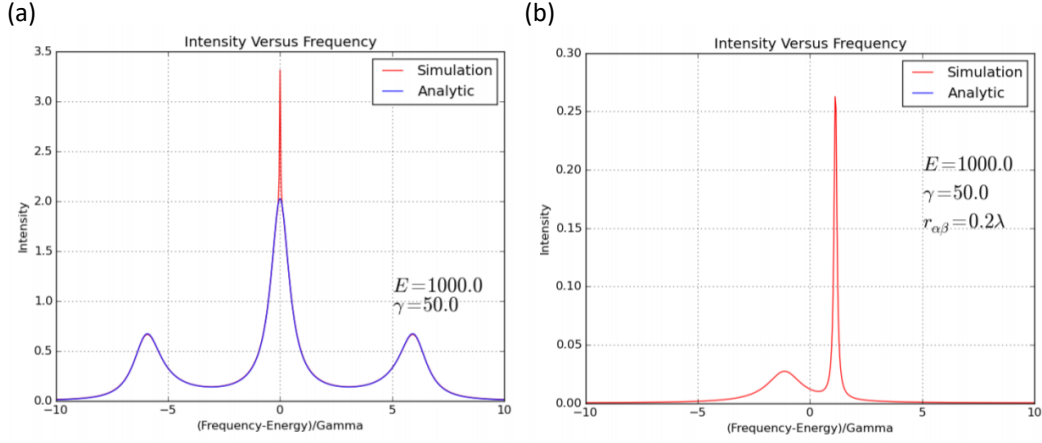 (a)
Intensity Versus Frequency
Simulation
Analytic
3.5
3.0
2.5
2.0
1.5
1.0
0.5
0.0
Intensity
E=1000.0
γ=50.0
−10
−5
0
5
10
(Frequency-Energy)/Gamma
(b)
Intensity Versus Frequency
Simulation
Analytic
0.30
0.25
0.20
0.15
0.10
0.05
0.00
Intensity
E=1000.0
γ=50.0
r_{αβ}=0.2λ
−10
−5
0
5
10
(Frequency-Energy)/Gamma